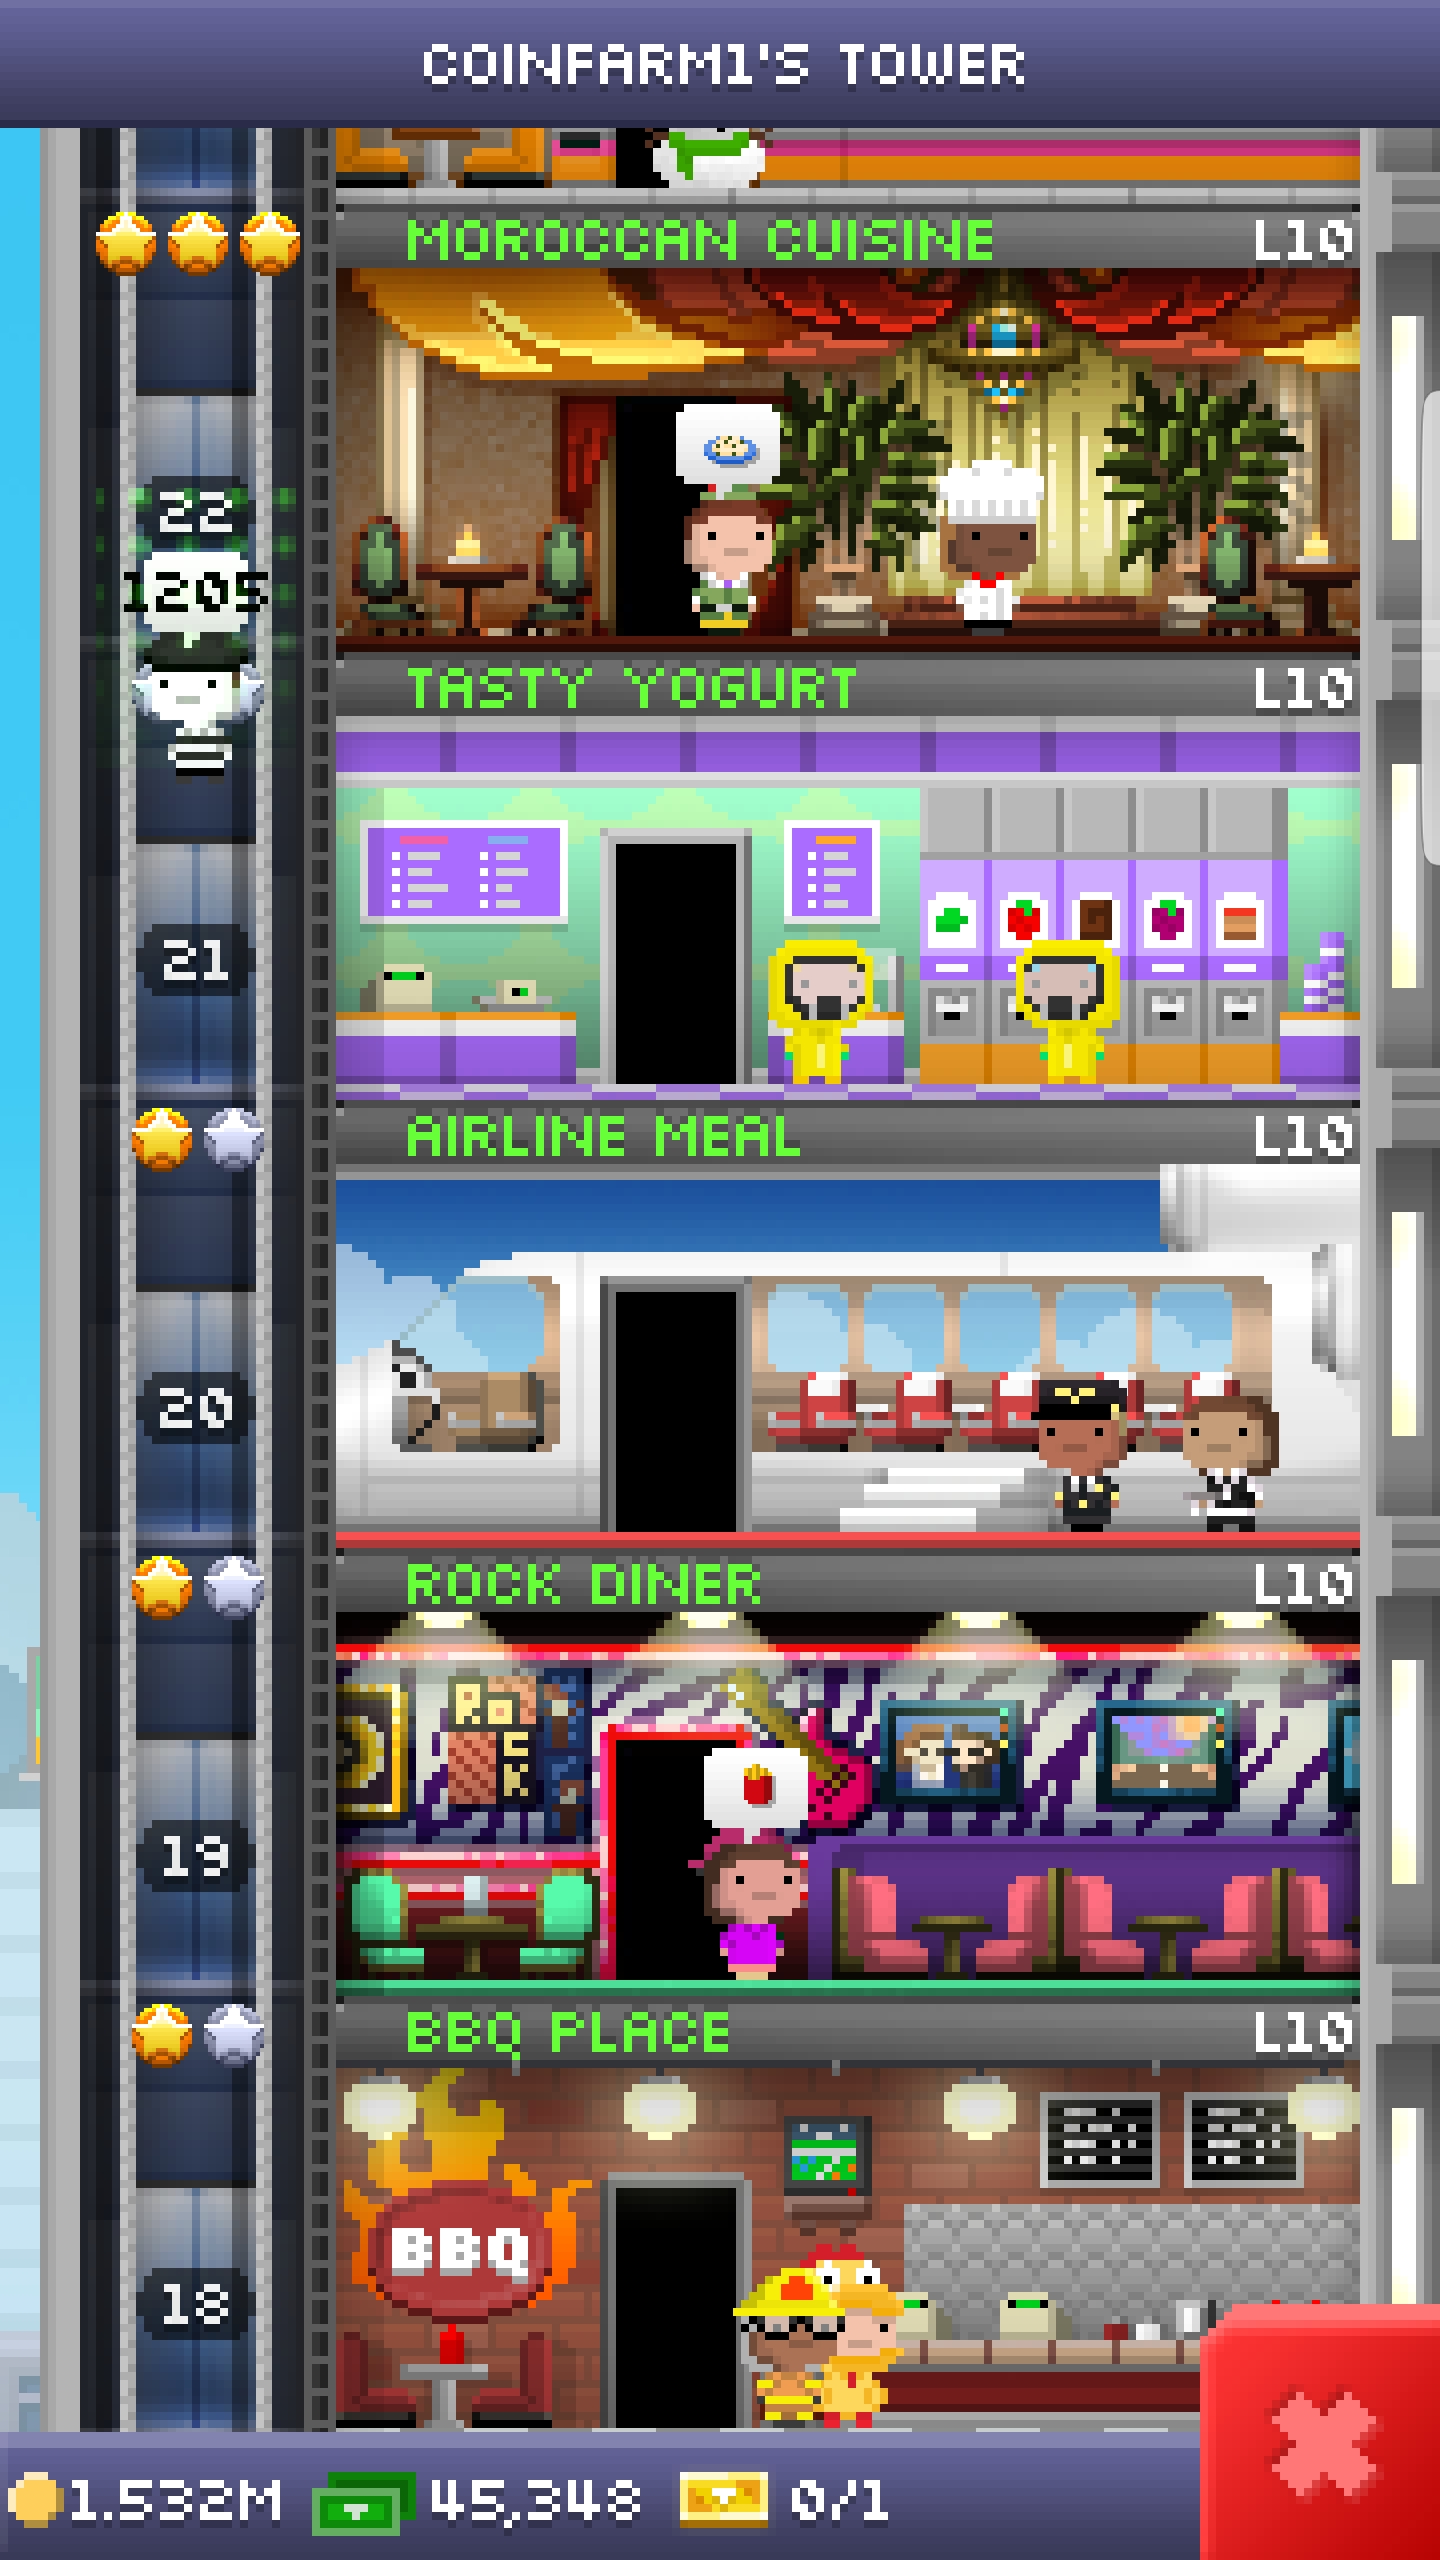 COINFARM1'S TOWER
MOROCCAN CUISINE L10
22
1205
TASTY YOGURT L10
21
AIRLINE MEAL L10
20
ROCK DINER L10
ROCK
19
BBQ PLACE L10
BBQ
18
1.532M 45,348 0/1